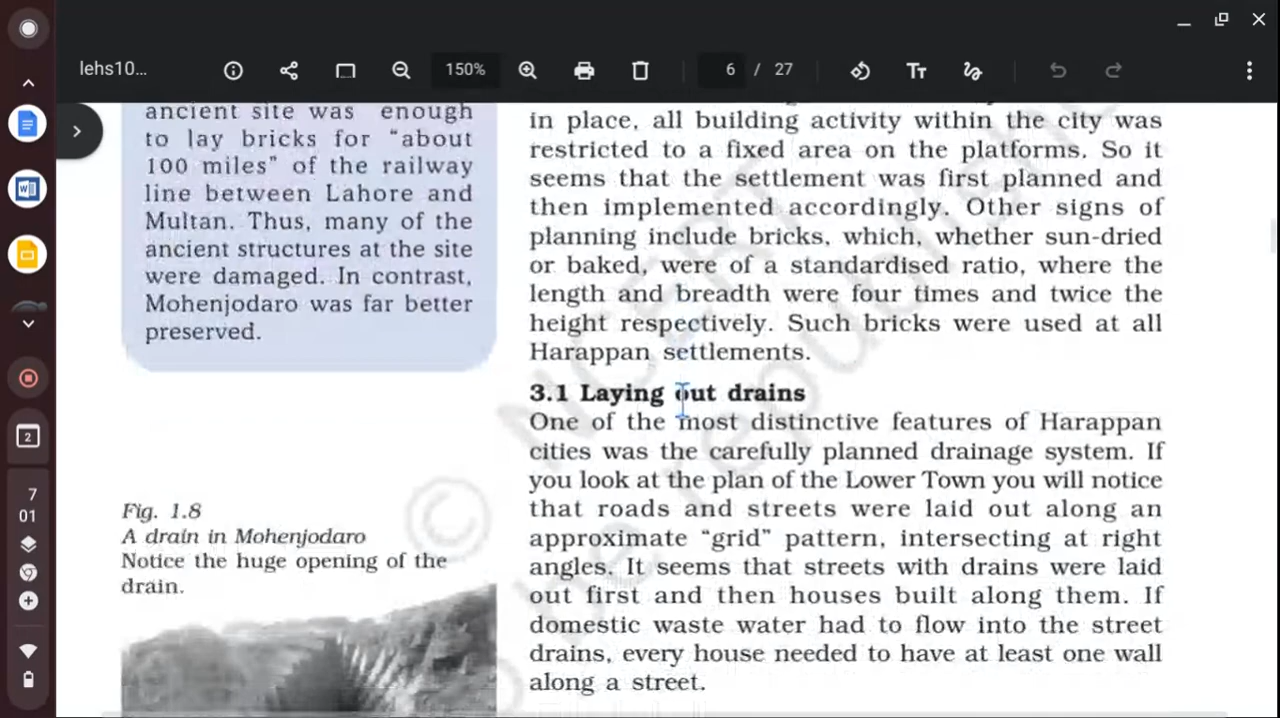 lehs10...
150%
6 / 27
ancient site was enough
to lay bricks for “about
100 miles” of the railway
line between Lahore and
Multan. Thus, many of the
ancient structures at the site
were damaged. In contrast,
Mohenjodaro was far better
preserved.
Fig. 1.8
A drain in Mohenjodaro
Notice the huge opening of the
drain.
in place, all building activity within the city was
restricted to a fixed area on the platforms. So it
seems that the settlement was first planned and
then implemented accordingly. Other signs of
planning include bricks, which, whether sun-dried
or baked, were of a standardised ratio, where the
length and breadth were four times and twice the
height respectively. Such bricks were used at all
Harappan settlements.
3.1 Laying out drains
One of the most distinctive features of Harappan
cities was the carefully planned drainage system. If
you look at the plan of the Lower Town you will notice
that roads and streets were laid out along an
approximate “grid” pattern, intersecting at right
angles. It seems that streets with drains were laid
out first and then houses built along them. If
domestic waste water had to flow into the street
drains, every house needed to have at least one wall
along a street.
© NCERT
be republish
2
7
01